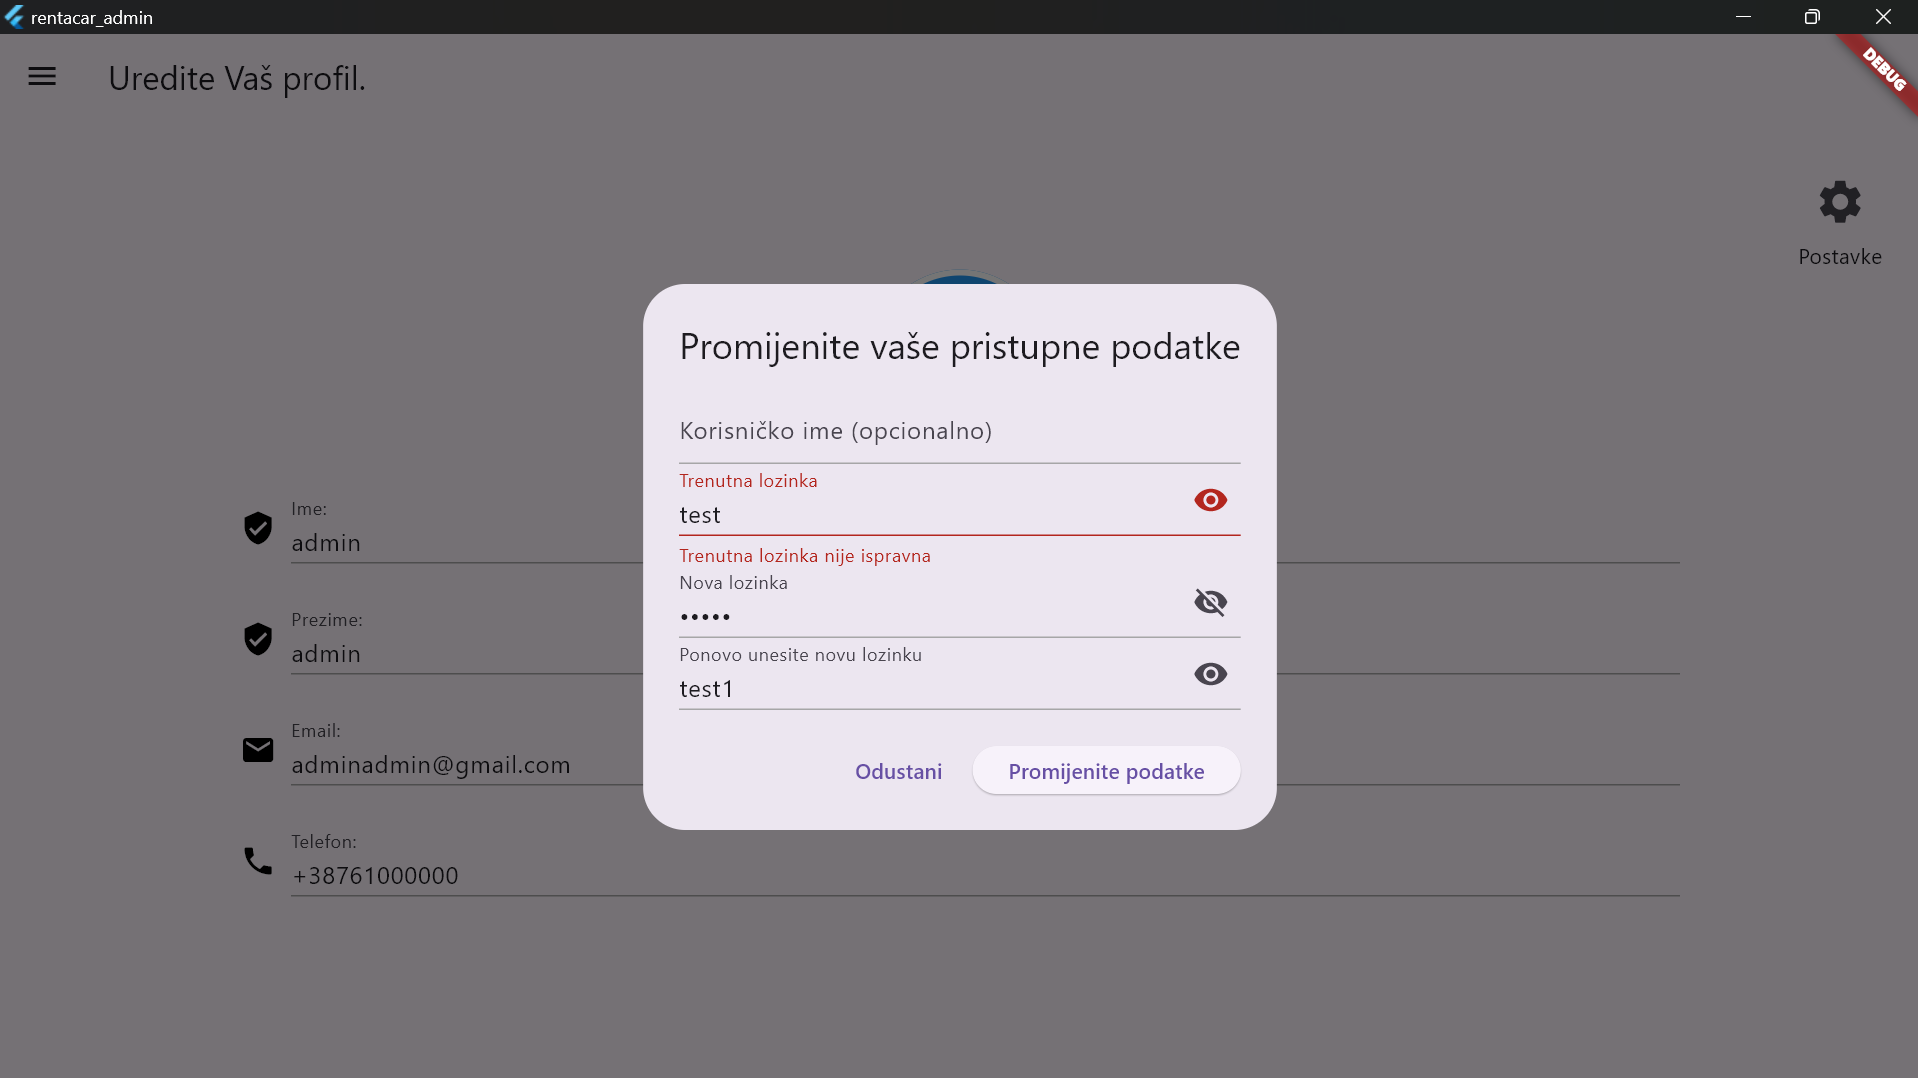 rentacar_admin
Uredite Vaš profil.
DEBUG
Postavke
Promijenite vaše pristupne podatke
Korisničko ime (opcionalno)
Trenutna lozinka
test
Trenutna lozinka nije ispravna
Nova lozinka
•••••
Ponovo unesite novu lozinku
test1
Odustani
Promijenite podatke
Ime:
admin
Prezime:
admin
Email:
adminadmin@gmail.com
Telefon:
+38761000000